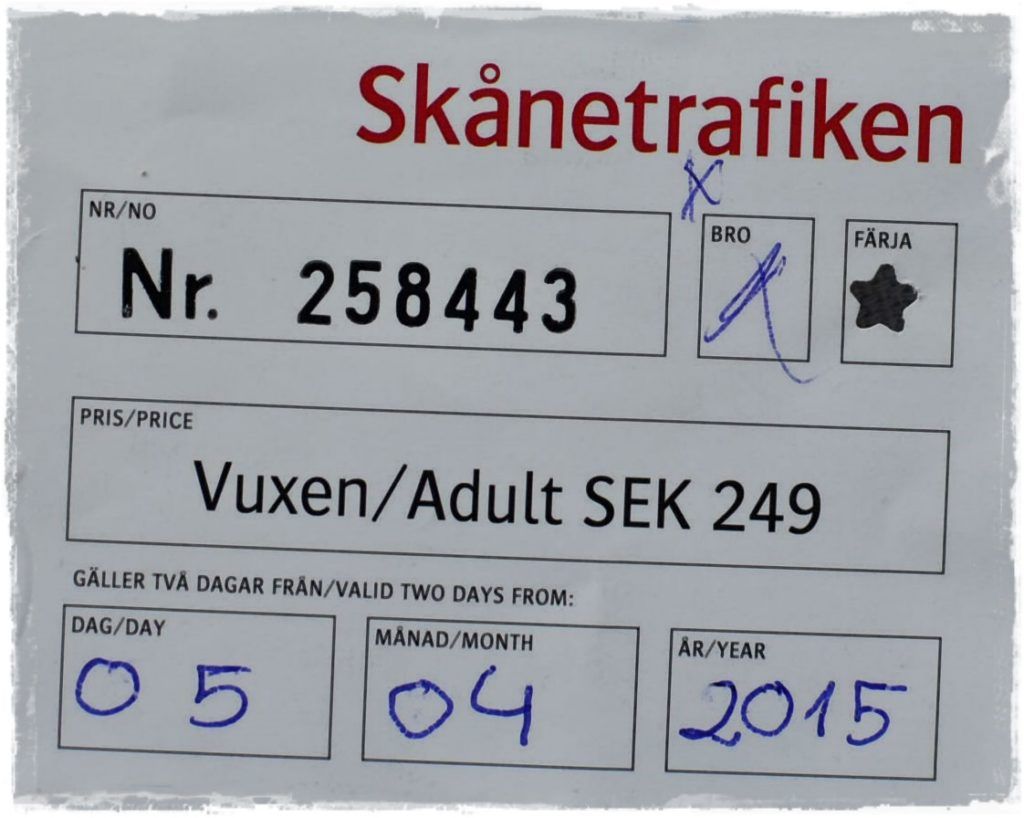 Skånetrafiken
NR/NO
Nr. 258443
BRO
FÄRJA
PRIS/PRICE
Vuxen/Adult SEK 249
GÄLLER TVÅ DAGAR FRÅN/VALID TWO DAYS FROM:
DAG/DAY
05
MÅNAD/MONTH
04
ÅR/YEAR
2015